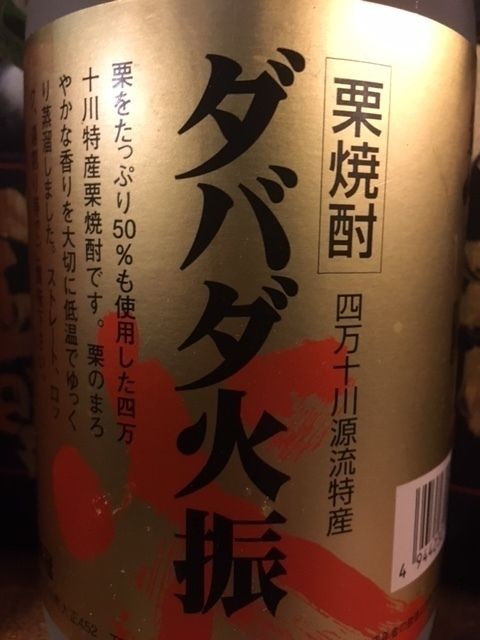 栗焼酎
四万十川源流特産
ダバダ火振
栗をたっぷり50%も使用した四万
十川特産栗焼酎です。栗のまろ
やかな香りを大切に低温でゆっく
り蒸溜しました。ストレート、ロッ
4 944